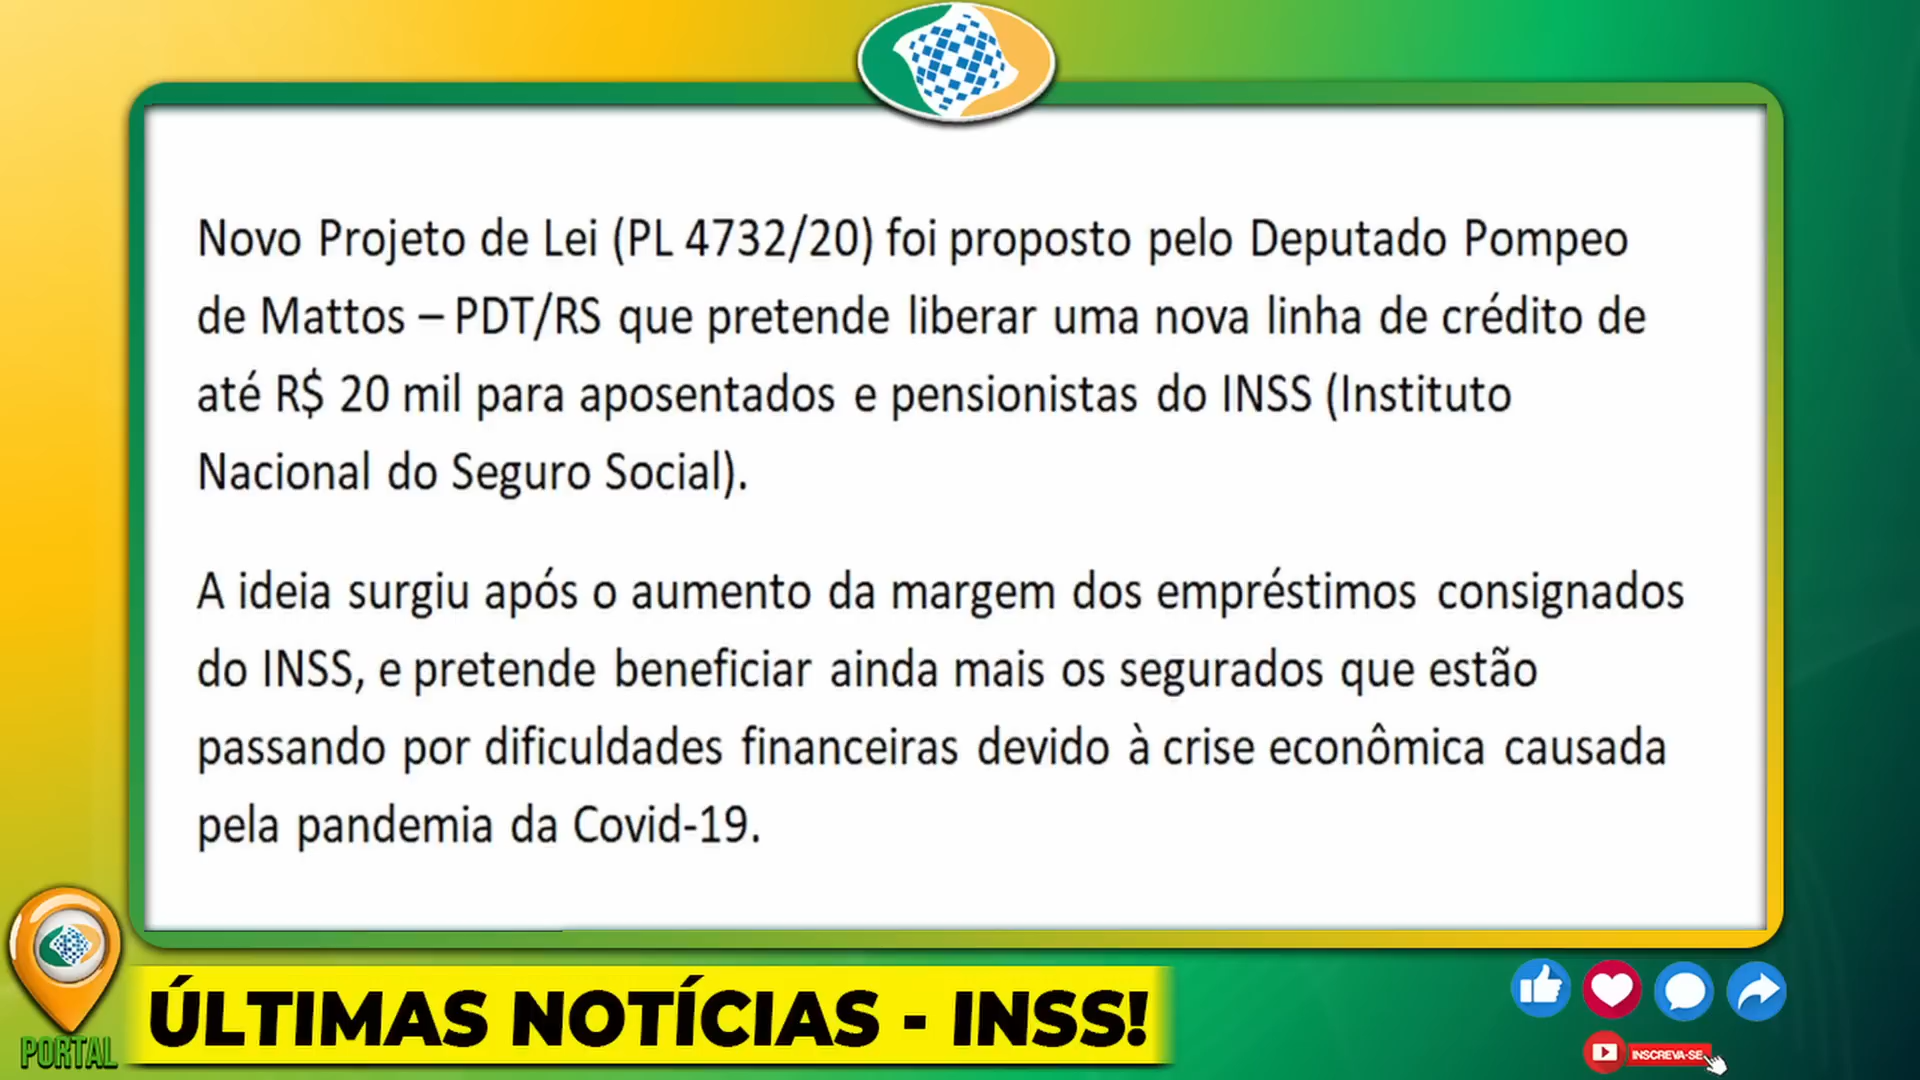 Novo Projeto de Lei (PL 4732/20) foi proposto pelo Deputado Pompeo
de Mattos – PDT/RS que pretende liberar uma nova linha de crédito de
até R$ 20 mil para aposentados e pensionistas do INSS (Instituto
Nacional do Seguro Social).
A ideia surgiu após o aumento da margem dos empréstimos consignados
do INSS, e pretende beneficiar ainda mais os segurados que estão
passando por dificuldades financeiras devido à crise econômica causada
pela pandemia da Covid-19.
ÚLTIMAS NOTÍCIAS - INSS!
PORTAL
INSCREVA-SE